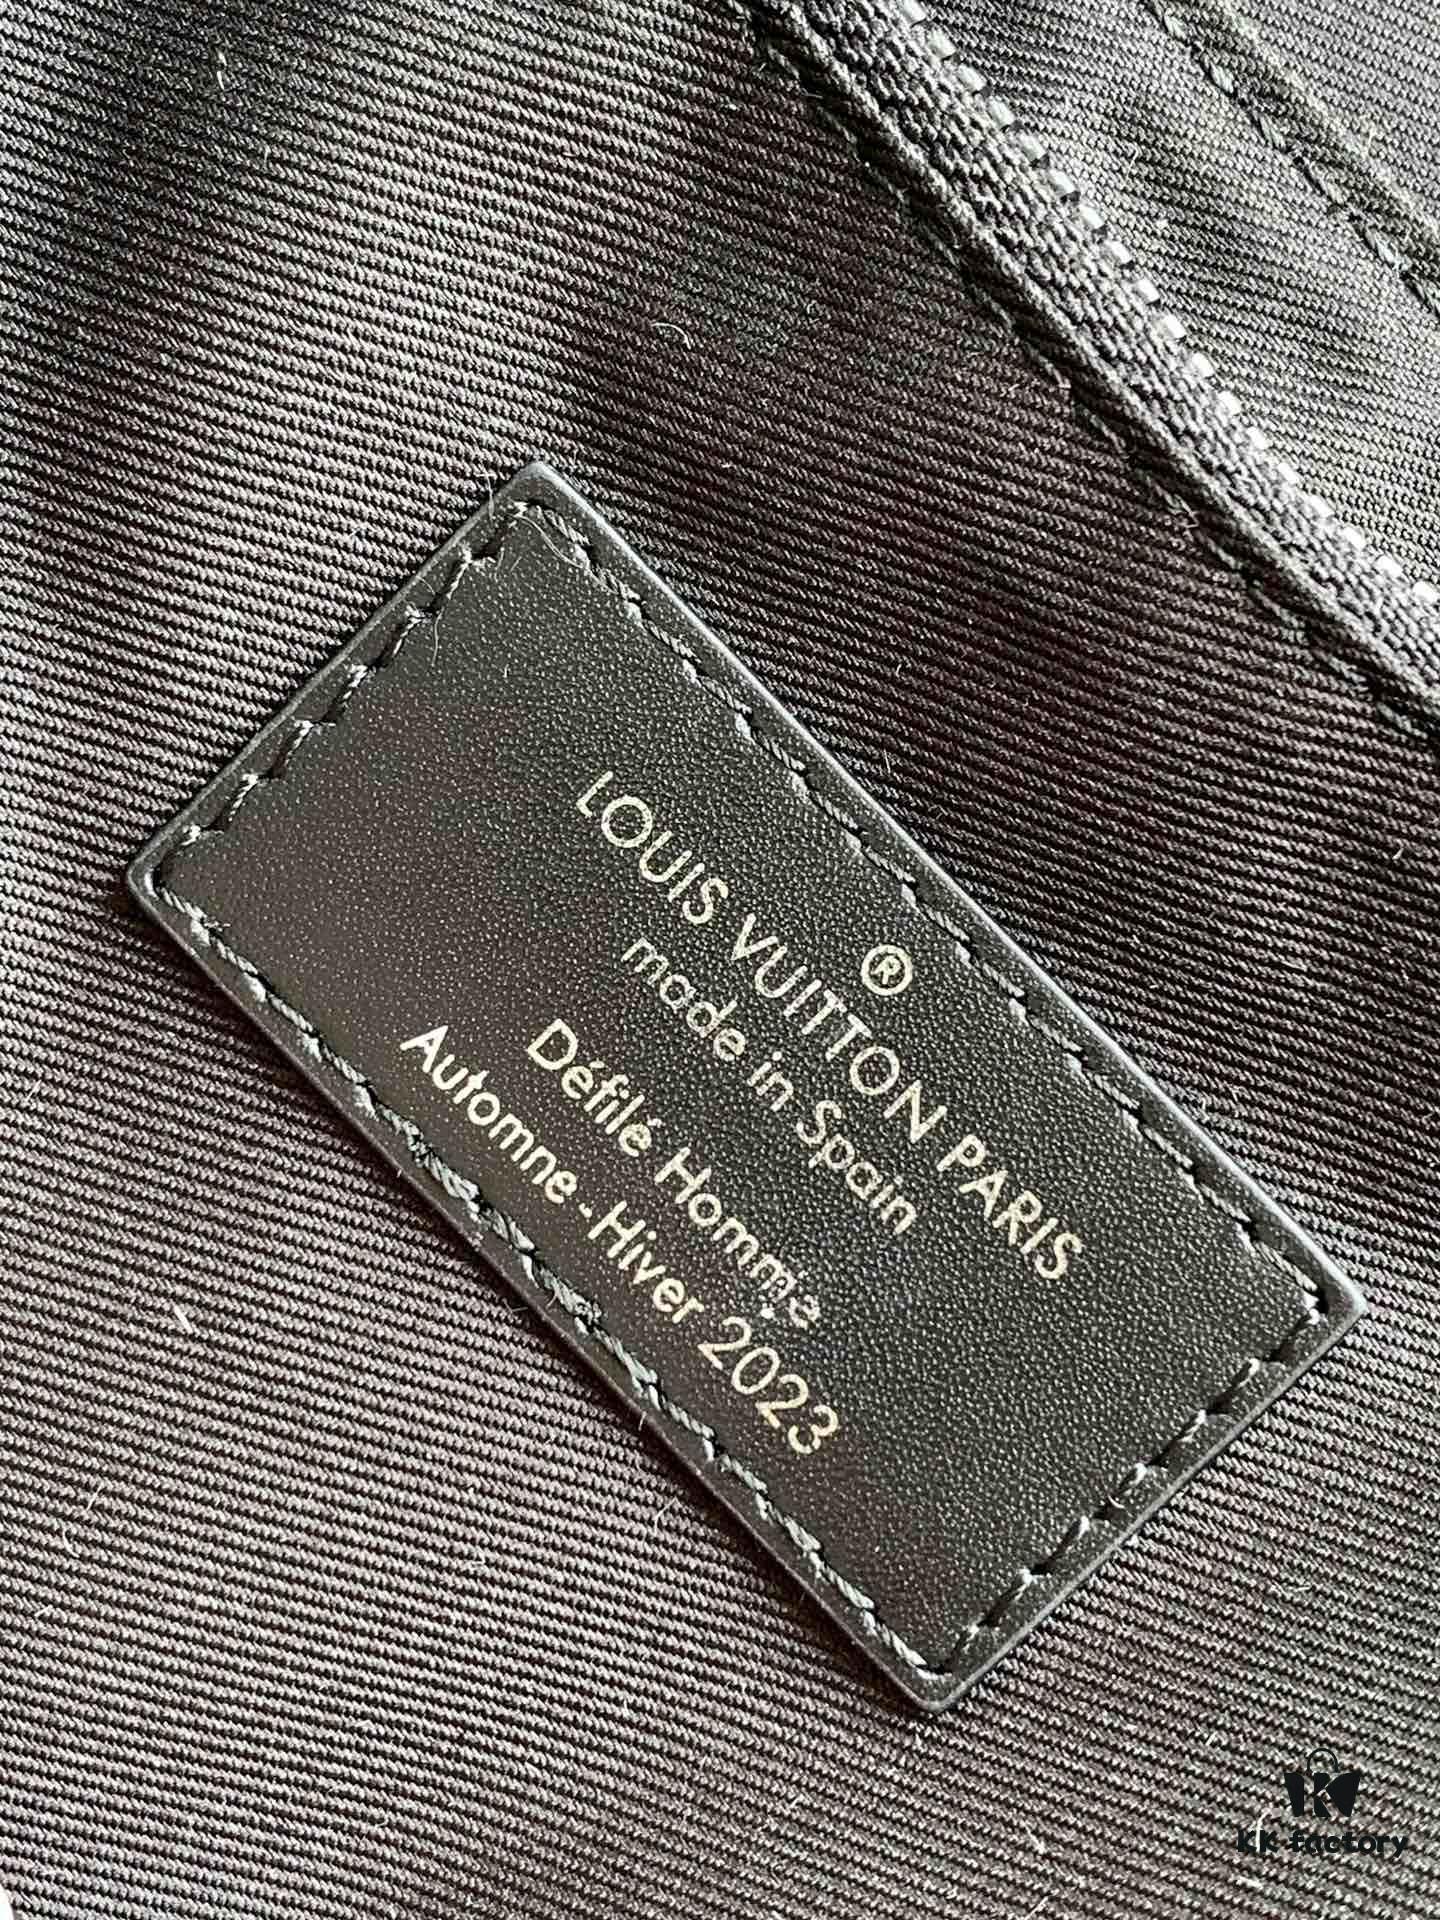 ®
LOUIS VUITTON PARIS
made in Spain
Défilé Homme
Automne-Hiver 2023
KK factory